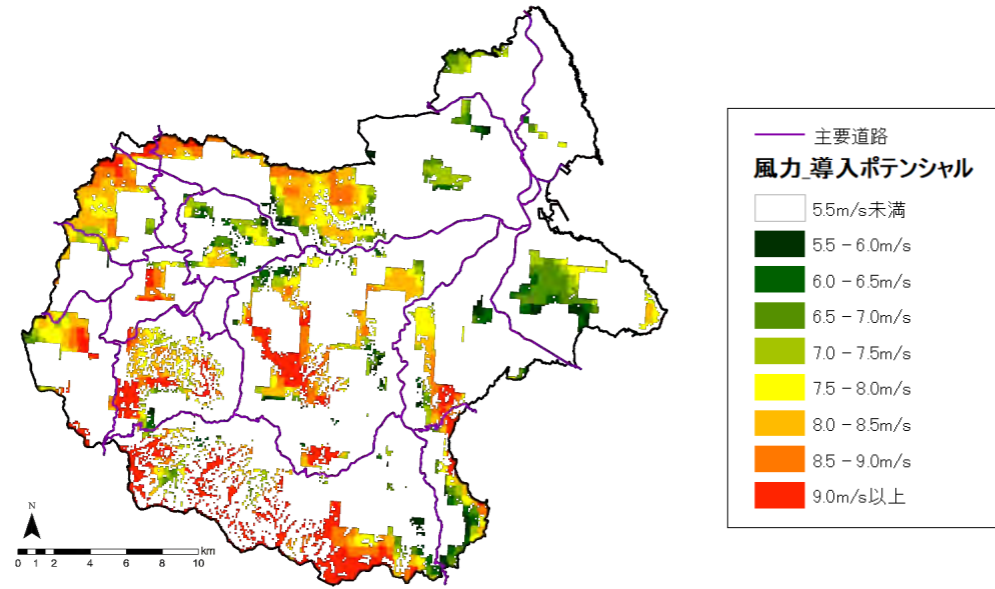 主要道路
風力_導入ポテンシャル
5.5m/s未満
5.5 - 6.0m/s
6.0 - 6.5m/s
6.5 - 7.0m/s
7.0 - 7.5m/s
7.5 - 8.0m/s
8.0 - 8.5m/s
8.5 - 9.0m/s
9.0m/s以上
N
km
0 1 2 4 6 8 10